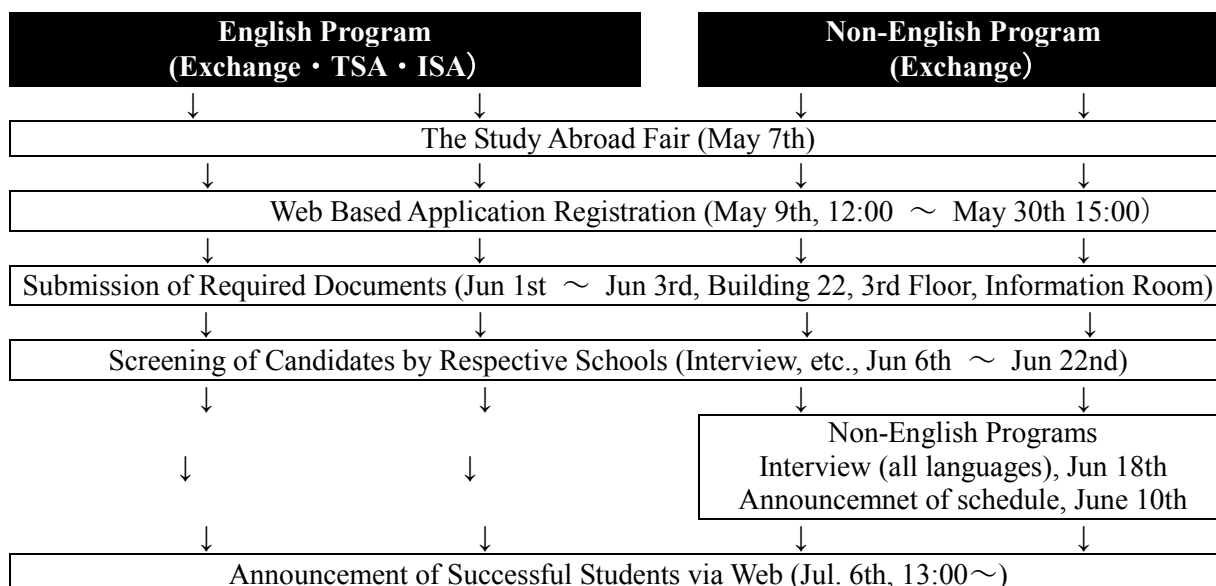 English Program
(Exchange・TSA・ISA）
Non-English Program
(Exchange）
↓ ↓ ↓ ↓
The Study Abroad Fair (May 7th)
↓ ↓ ↓ ↓
Web Based Application Registration (May 9th, 12:00 ～ May 30th 15:00）
↓ ↓ ↓ ↓
Submission of Required Documents (Jun 1st ～ Jun 3rd, Building 22, 3rd Floor, Information Room)
↓ ↓ ↓ ↓
Screening of Candidates by Respective Schools (Interview, etc., Jun 6th ～ Jun 22nd)
↓ ↓ ↓ ↓
Non-English Programs
Interview (all languages), Jun 18th
↓ ↓
Announcemnet of schedule, June 10th
↓ ↓ ↓ ↓
Announcement of Successful Students via Web (Jul. 6th, 13:00～)